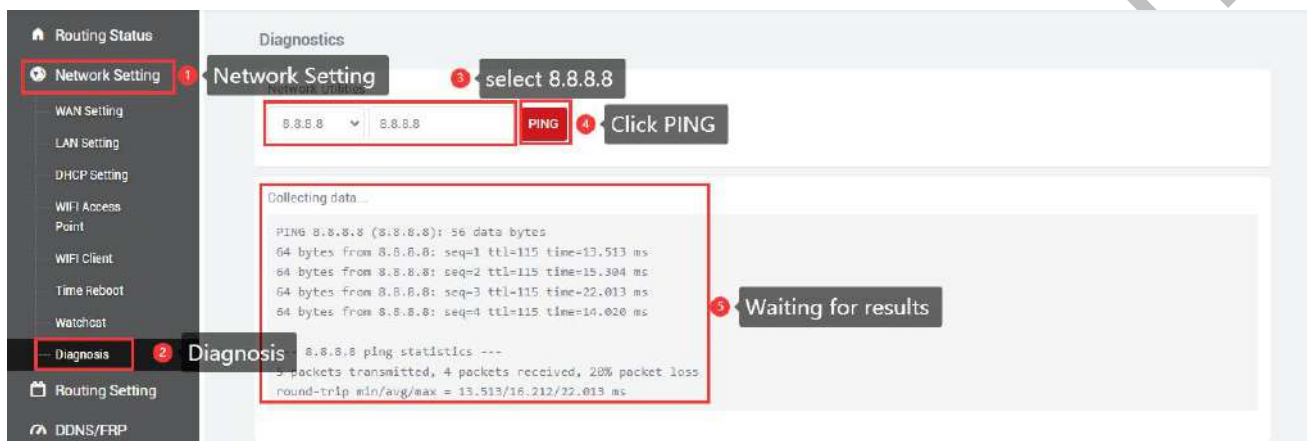 Routing Status
Diagnostics
Network Setting
1
Network Setting
3
select 8.8.8.8
Network Utilities
WAN Setting
8.8.8.8
8.8.8.8
PING
4
Click PING
LAN Setting
DHCP Setting
WIFI Access
Point
Collecting data...
PING 8.8.8.8 (8.8.8.8): 56 data bytes
64 bytes from 8.8.8.8: seq=1 ttl=115 time=13.513 ms
64 bytes from 8.8.8.8: seq=2 ttl=115 time=15.304 ms
64 bytes from 8.8.8.8: seq=3 ttl=115 time=22.013 ms
64 bytes from 8.8.8.8: seq=4 ttl=115 time=14.020 ms
WIFI Client
Time Reboot
5
Waiting for results
Watchcat
Diagnosis
2
Diagnosis
-- 8.8.8.8 ping statistics ---
5 packets transmitted, 4 packets received, 20% packet loss
round-trip min/avg/max = 13.513/16.212/22.013 ms
Routing Setting
DDNS/FRP